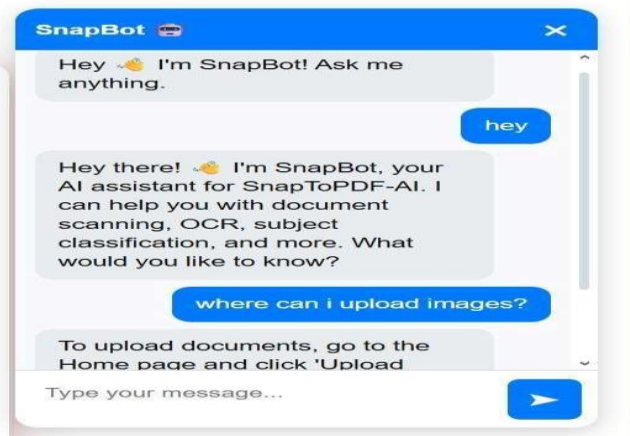 SnapBot 🤖
Hey 👋 I'm SnapBot! Ask me
anything.
hey
Hey there! 👋 I'm SnapBot, your
AI assistant for SnapToPDF-AI. I
can help you with document
scanning, OCR, subject
classification, and more. What
would you like to know?
where can i upload images?
To upload documents, go to the
Home page and click 'Upload
Type your message...